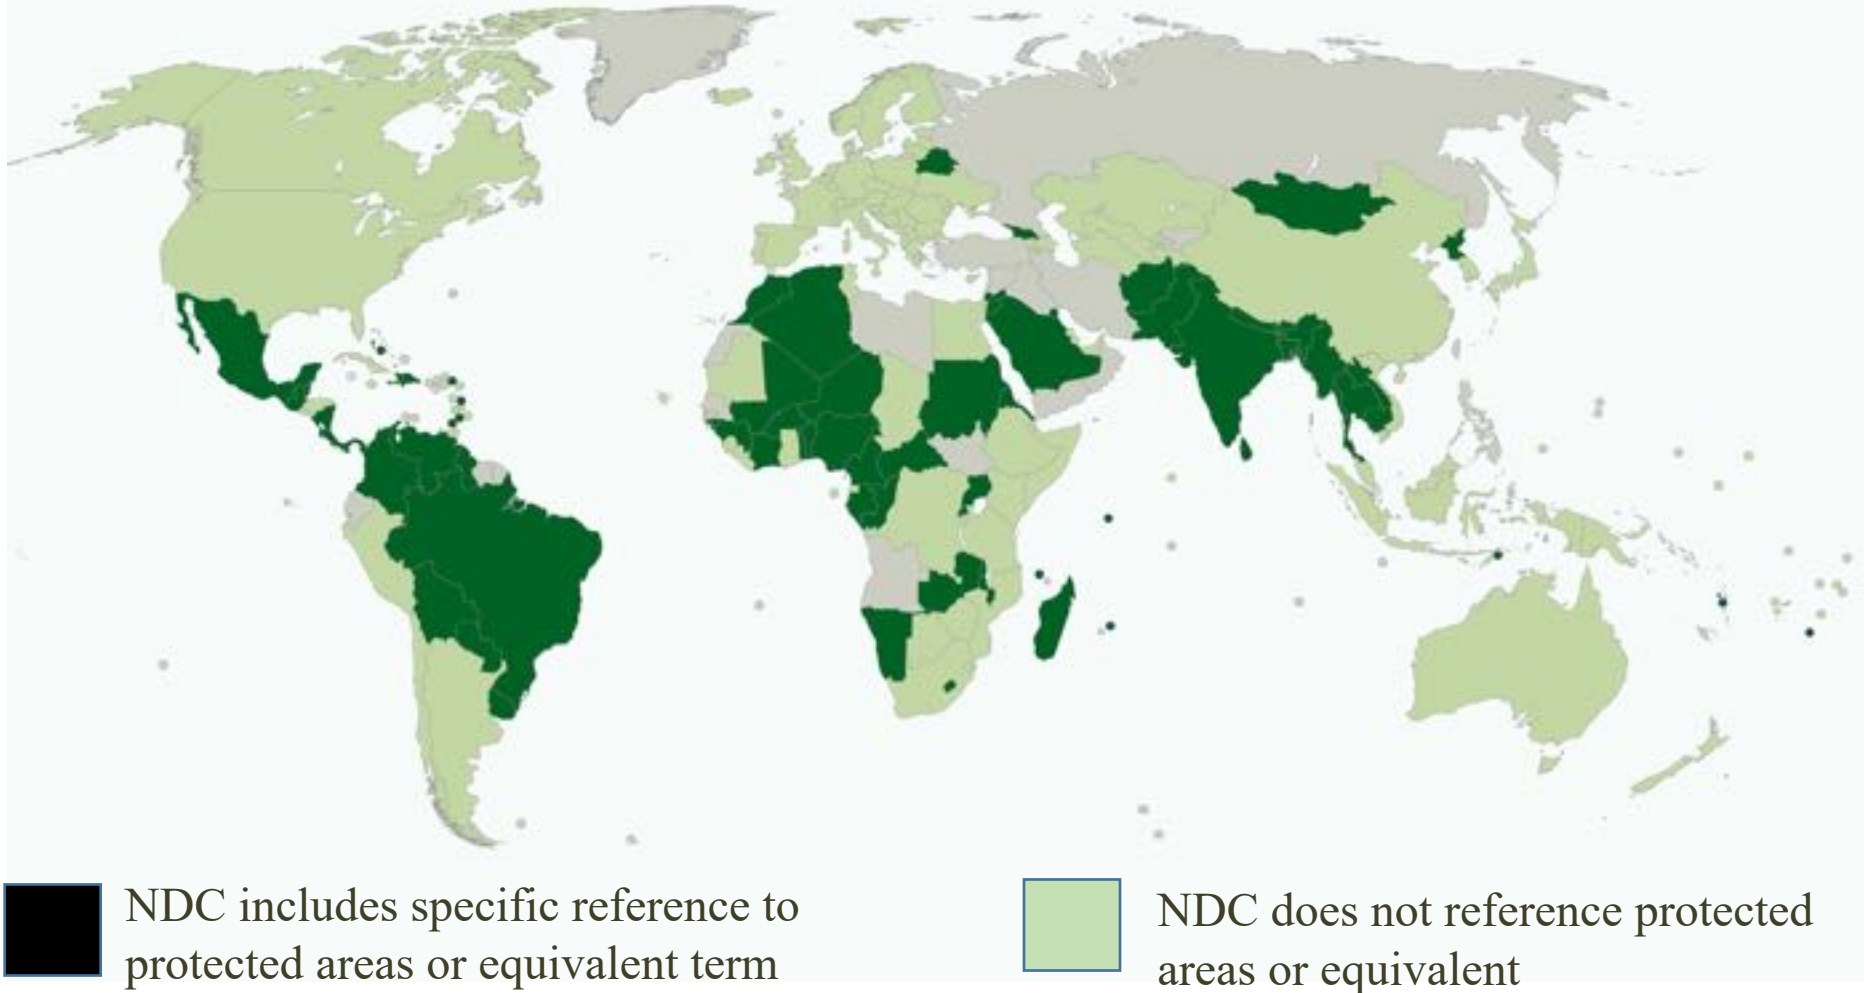 NDC includes specific reference to
protected areas or equivalent term
NDC does not reference protected
areas or equivalent